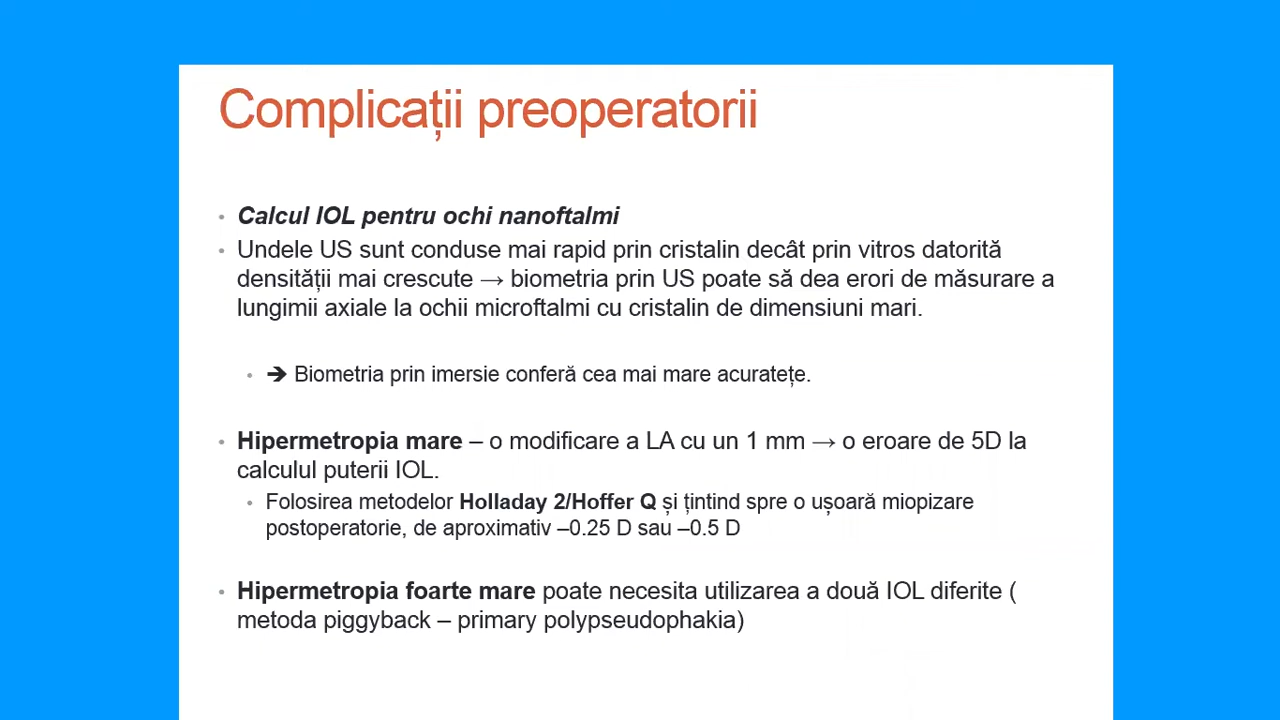 Complicații preoperatorii
• Calcul IOL pentru ochi nanoftalmi
• Undele US sunt conduse mai rapid prin cristalin decât prin vitros datorită
densității mai crescute → biometria prin US poate să dea erori de măsurare a
lungimii axiale la ochii microftalmi cu cristalin de dimensiuni mari.
• ➔ Biometria prin imersie conferă cea mai mare acuratețe.
• Hipermetropia mare – o modificare a LA cu un 1 mm → o eroare de 5D la
calculul puterii IOL.
• Folosirea metodelor Holladay 2/Hoffer Q și țintind spre o ușoară miopizare
postoperatorie, de aproximativ –0.25 D sau –0.5 D
• Hipermetropia foarte mare poate necesita utilizarea a două IOL diferite (
metoda piggyback – primary polypseudophakia)